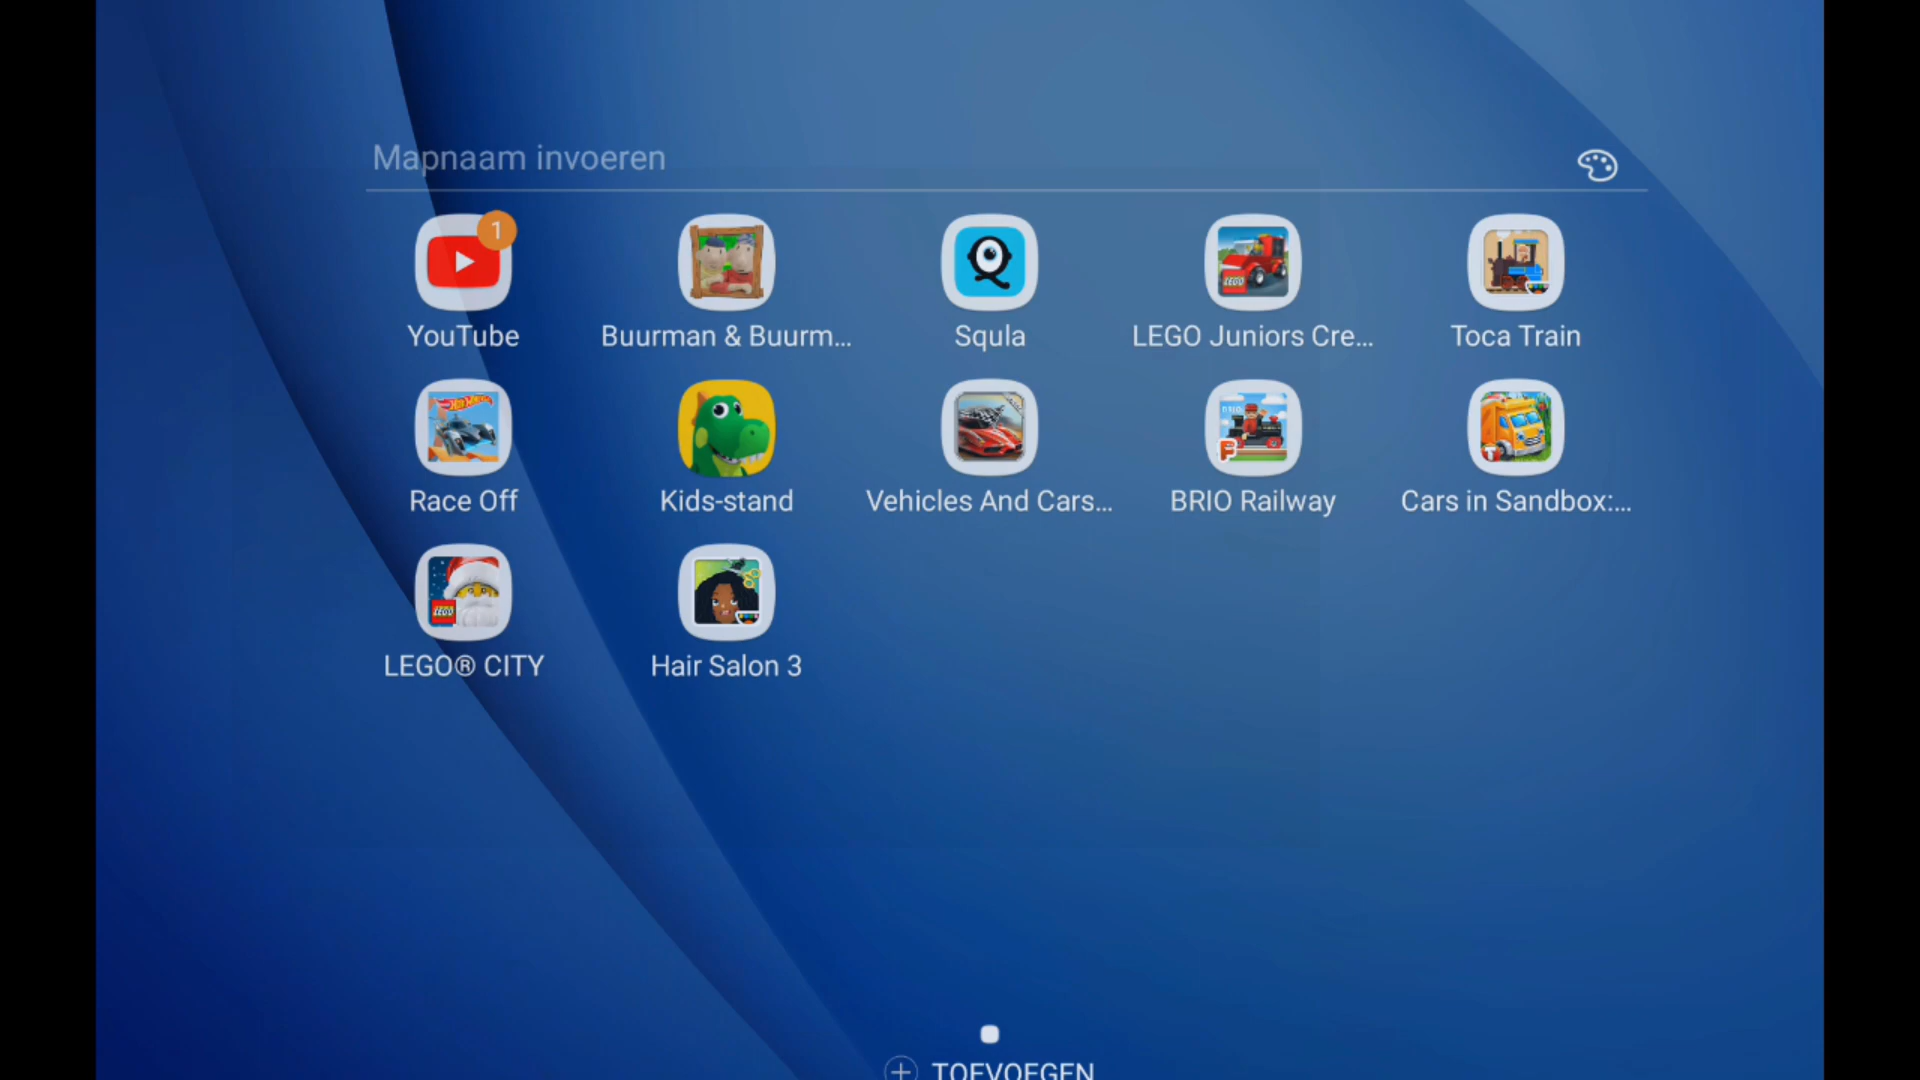 Mapnaam invoeren
1
YouTube
Buurman & Buurm...
Squla
LEGO Juniors Cre...
Toca Train
Race Off
Kids-stand
Vehicles And Cars...
BRIO Railway
Cars in Sandbox:...
LEGO® CITY
Hair Salon 3
TOEVOEGEN